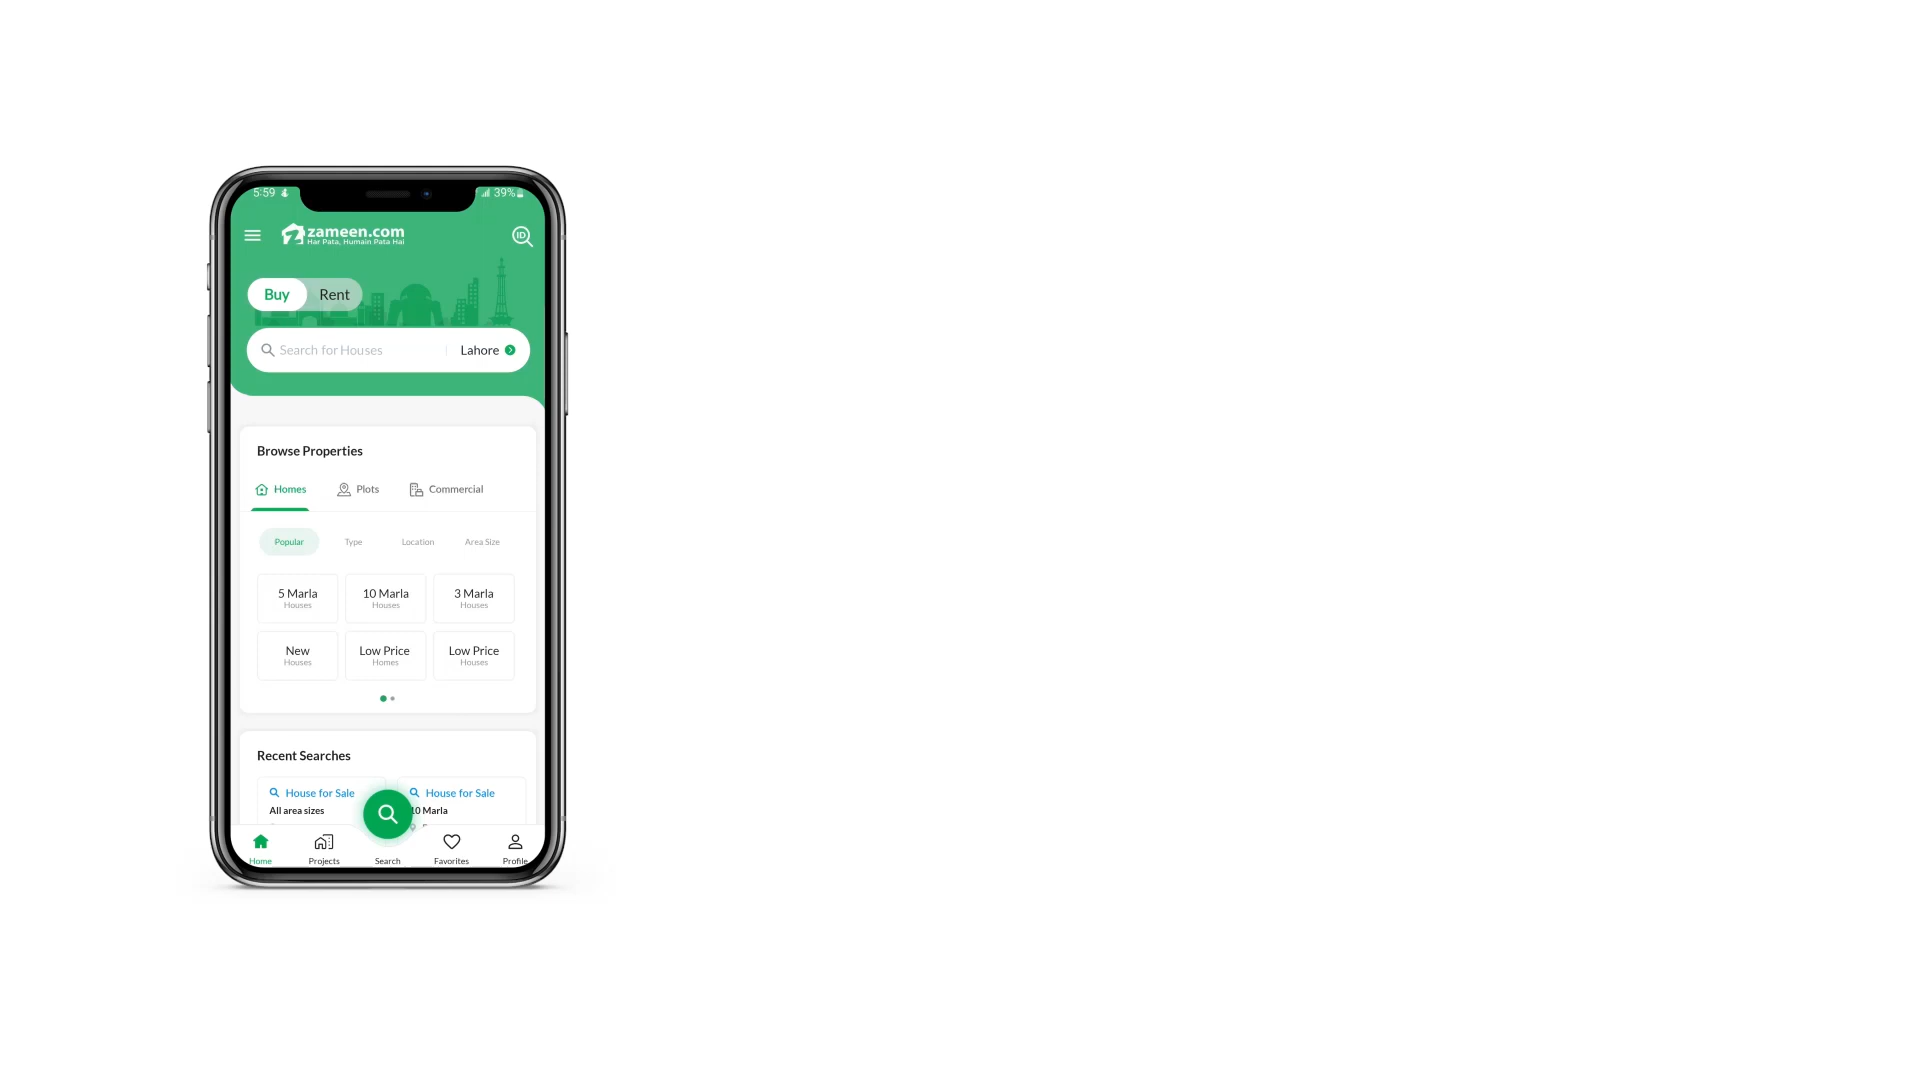 5:59
39%
zameen.com
Har Pata, Humain Pata Hai
ID
Buy Rent
Search for Houses Lahore
Browse Properties
Homes Plots Commercial
Popular Type Location Area Size
5 Marla 10 Marla 3 Marla
Houses Houses Houses
New Low Price Low Price
Houses Homes Houses
Recent Searches
House for Sale House for Sale
All area sizes 10 Marla
Home Projects Search Favorites Profile